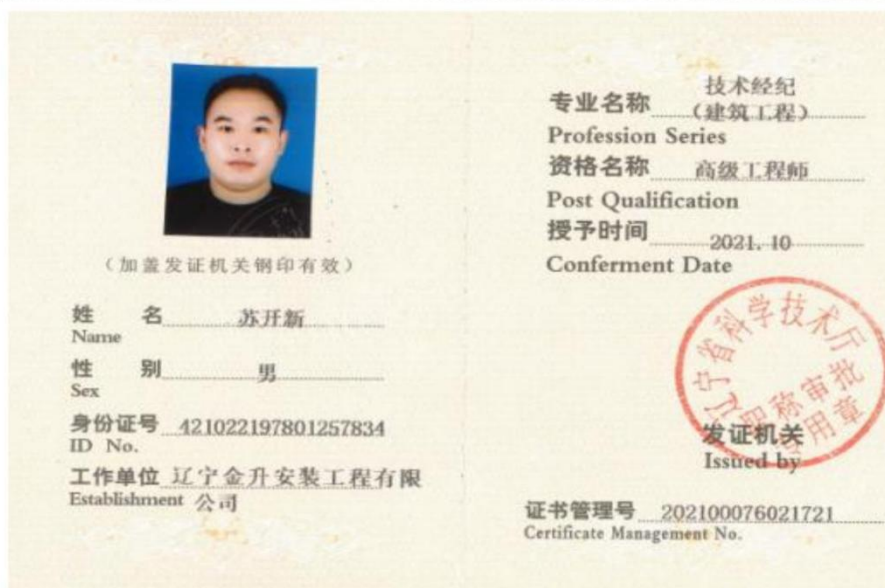 （加盖发证机关钢印有效）
姓 名 苏开新
Name
性 别 男
Sex
身份证号 421022197801257834
ID No.
工作单位 辽宁金升安装工程有限
Establishment 公司
技术经纪
专业名称 （建筑工程）
Profession Series
资格名称 高级工程师
Post Qualification
授予时间 2021. 10
Conferment Date
辽宁省科学技术厅
职称审批
专用章
发证机关
Issued by
证书管理号 202100076021721
Certificate Management No.